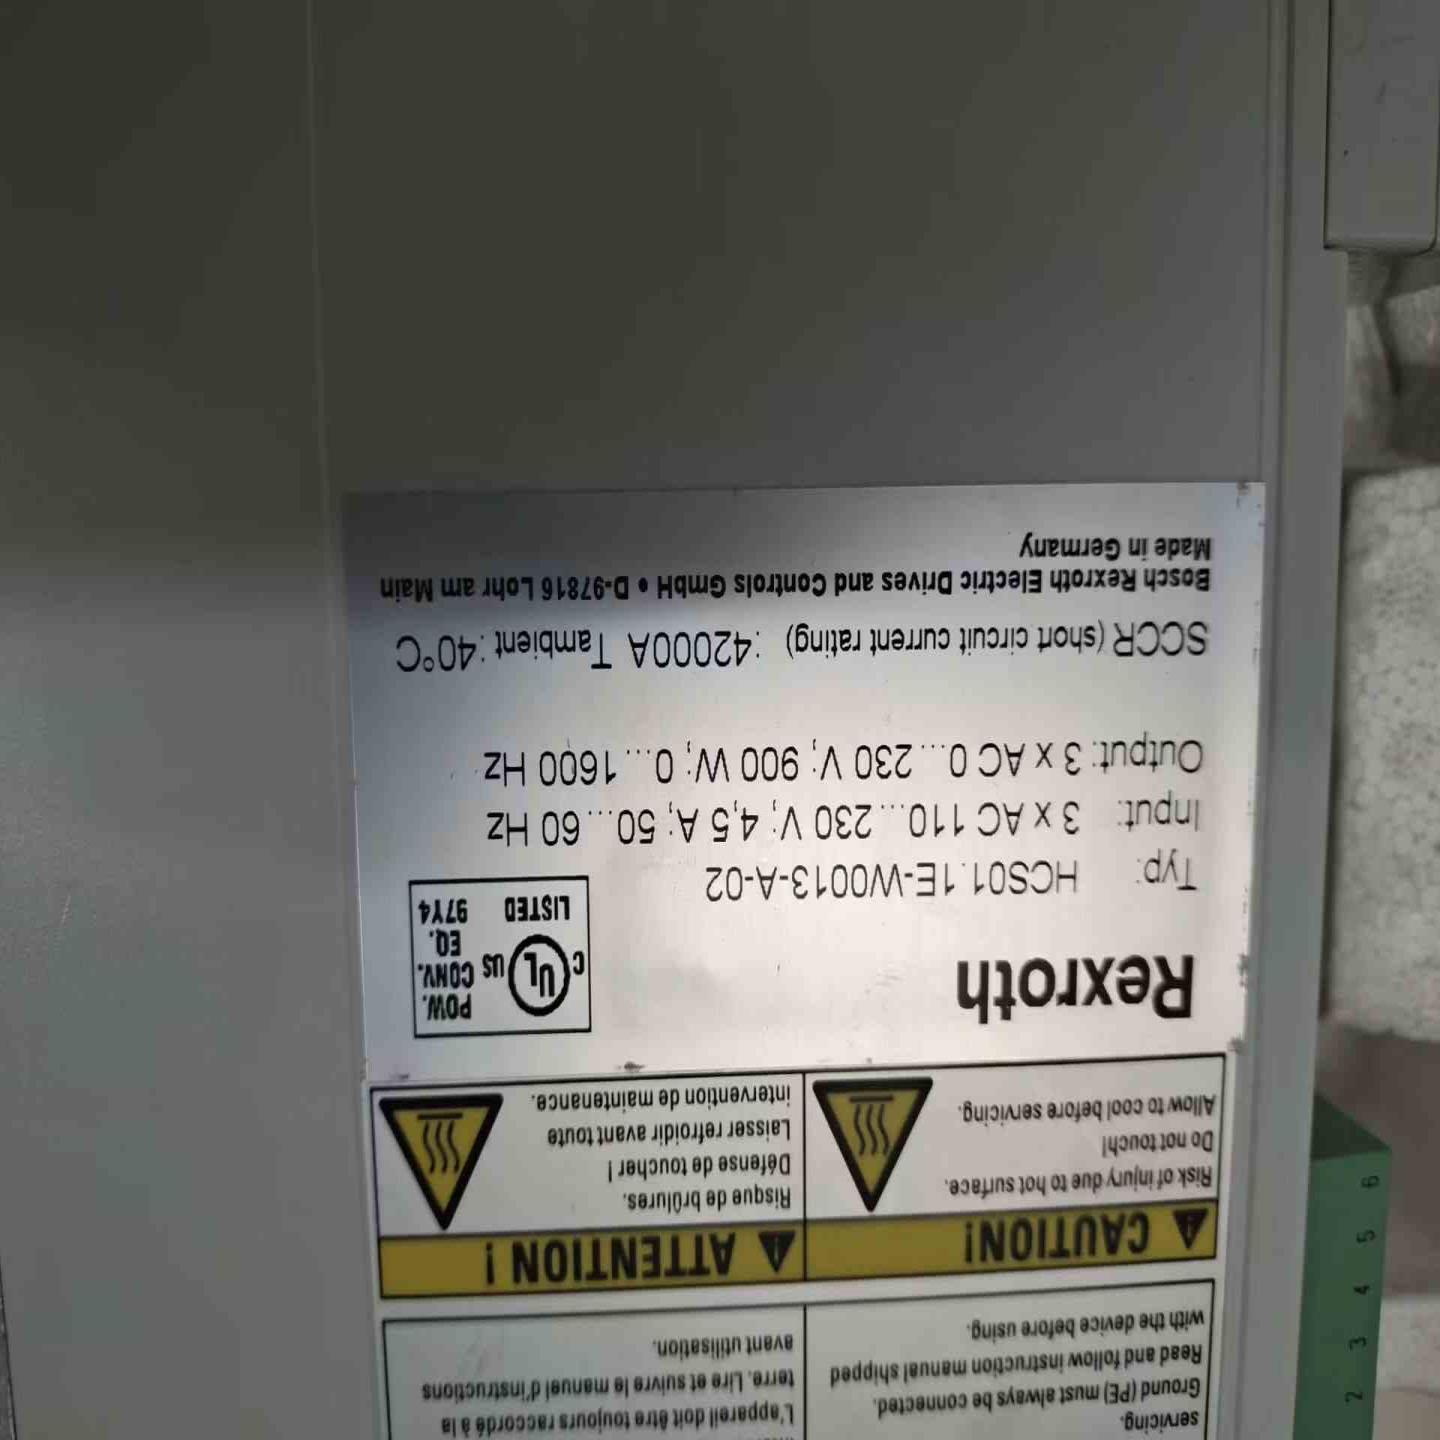 servicing.
Ground (PE) must always be connected.
Read and follow instruction manual shipped
with the device before using.
L'appareil doit être toujours raccordé à la
terre. Lire et suivre le manuel d'instructions
avant utilisation.
CAUTION!
Risk of injury due to hot surface.
Do not touch!
Allow to cool before servicing.
ATTENTION !
Risque de brûlures.
Défense de toucher !
Laisser refroidir avant toute
intervention de maintenance.
Rexroth
C UL US
POW.
CONV.
EQ.
LISTED 97Y4
Typ: HCS01.1E-W0013-A-02
Input: 3 x AC 110...230 V; 4,5 A; 50...60 Hz
Output: 3 x AC 0...230 V; 900 W; 0...1600 Hz
SCCR (short circuit current rating) :42000A Tambient :40°C
Bosch Rexroth Electric Drives and Controls GmbH • D-97816 Lohr am Main
Made in Germany
2 3 4 5 6